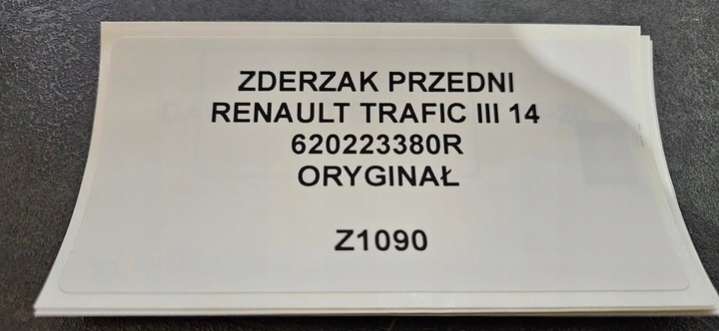 ZDERZAK PRZEDNI
RENAULT TRAFIC III 14
620223380R
ORYGINAŁ
Z1090